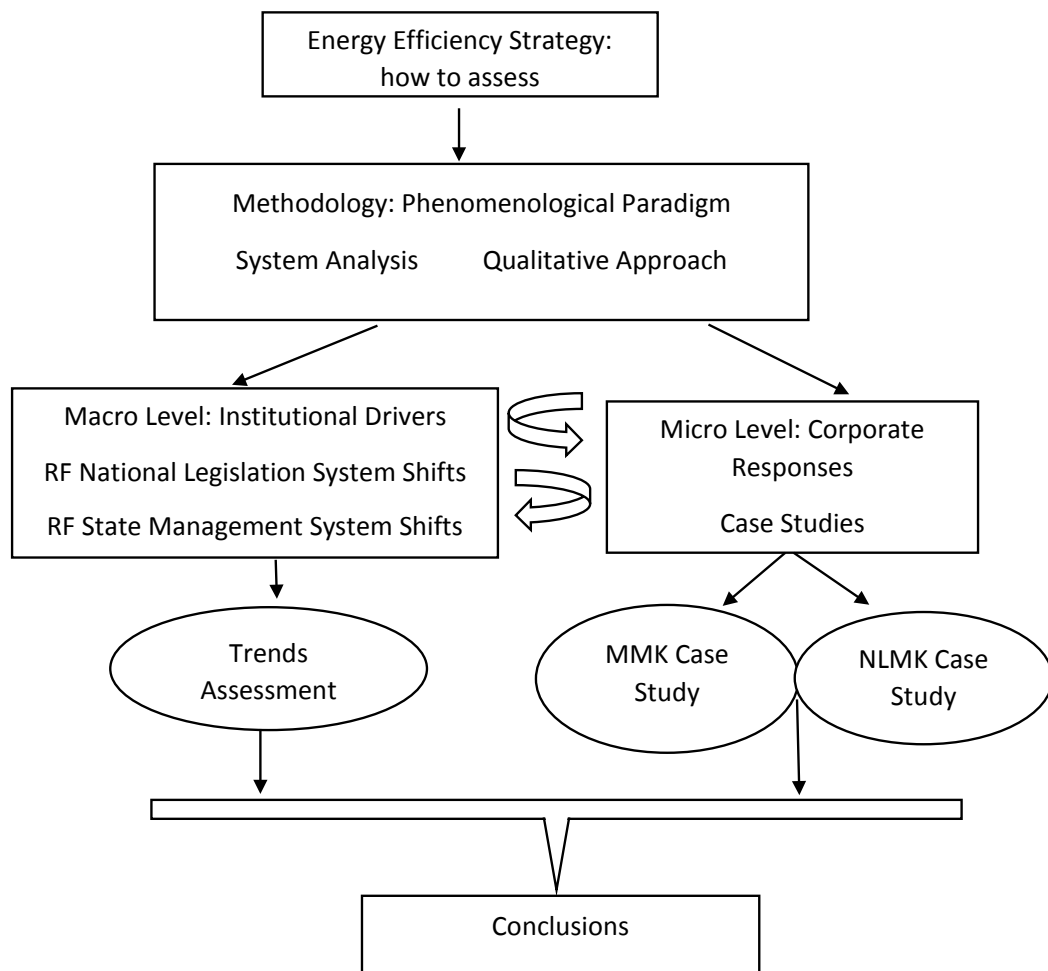 Energy Efficiency Strategy:
how to assess
Methodology: Phenomenological Paradigm
System Analysis Qualitative Approach
Macro Level: Institutional Drivers
RF National Legislation System Shifts
RF State Management System Shifts
Micro Level: Corporate
Responses
Case Studies
Trends
Assessment
MMK Case
Study
NLMK Case
Study
Conclusions